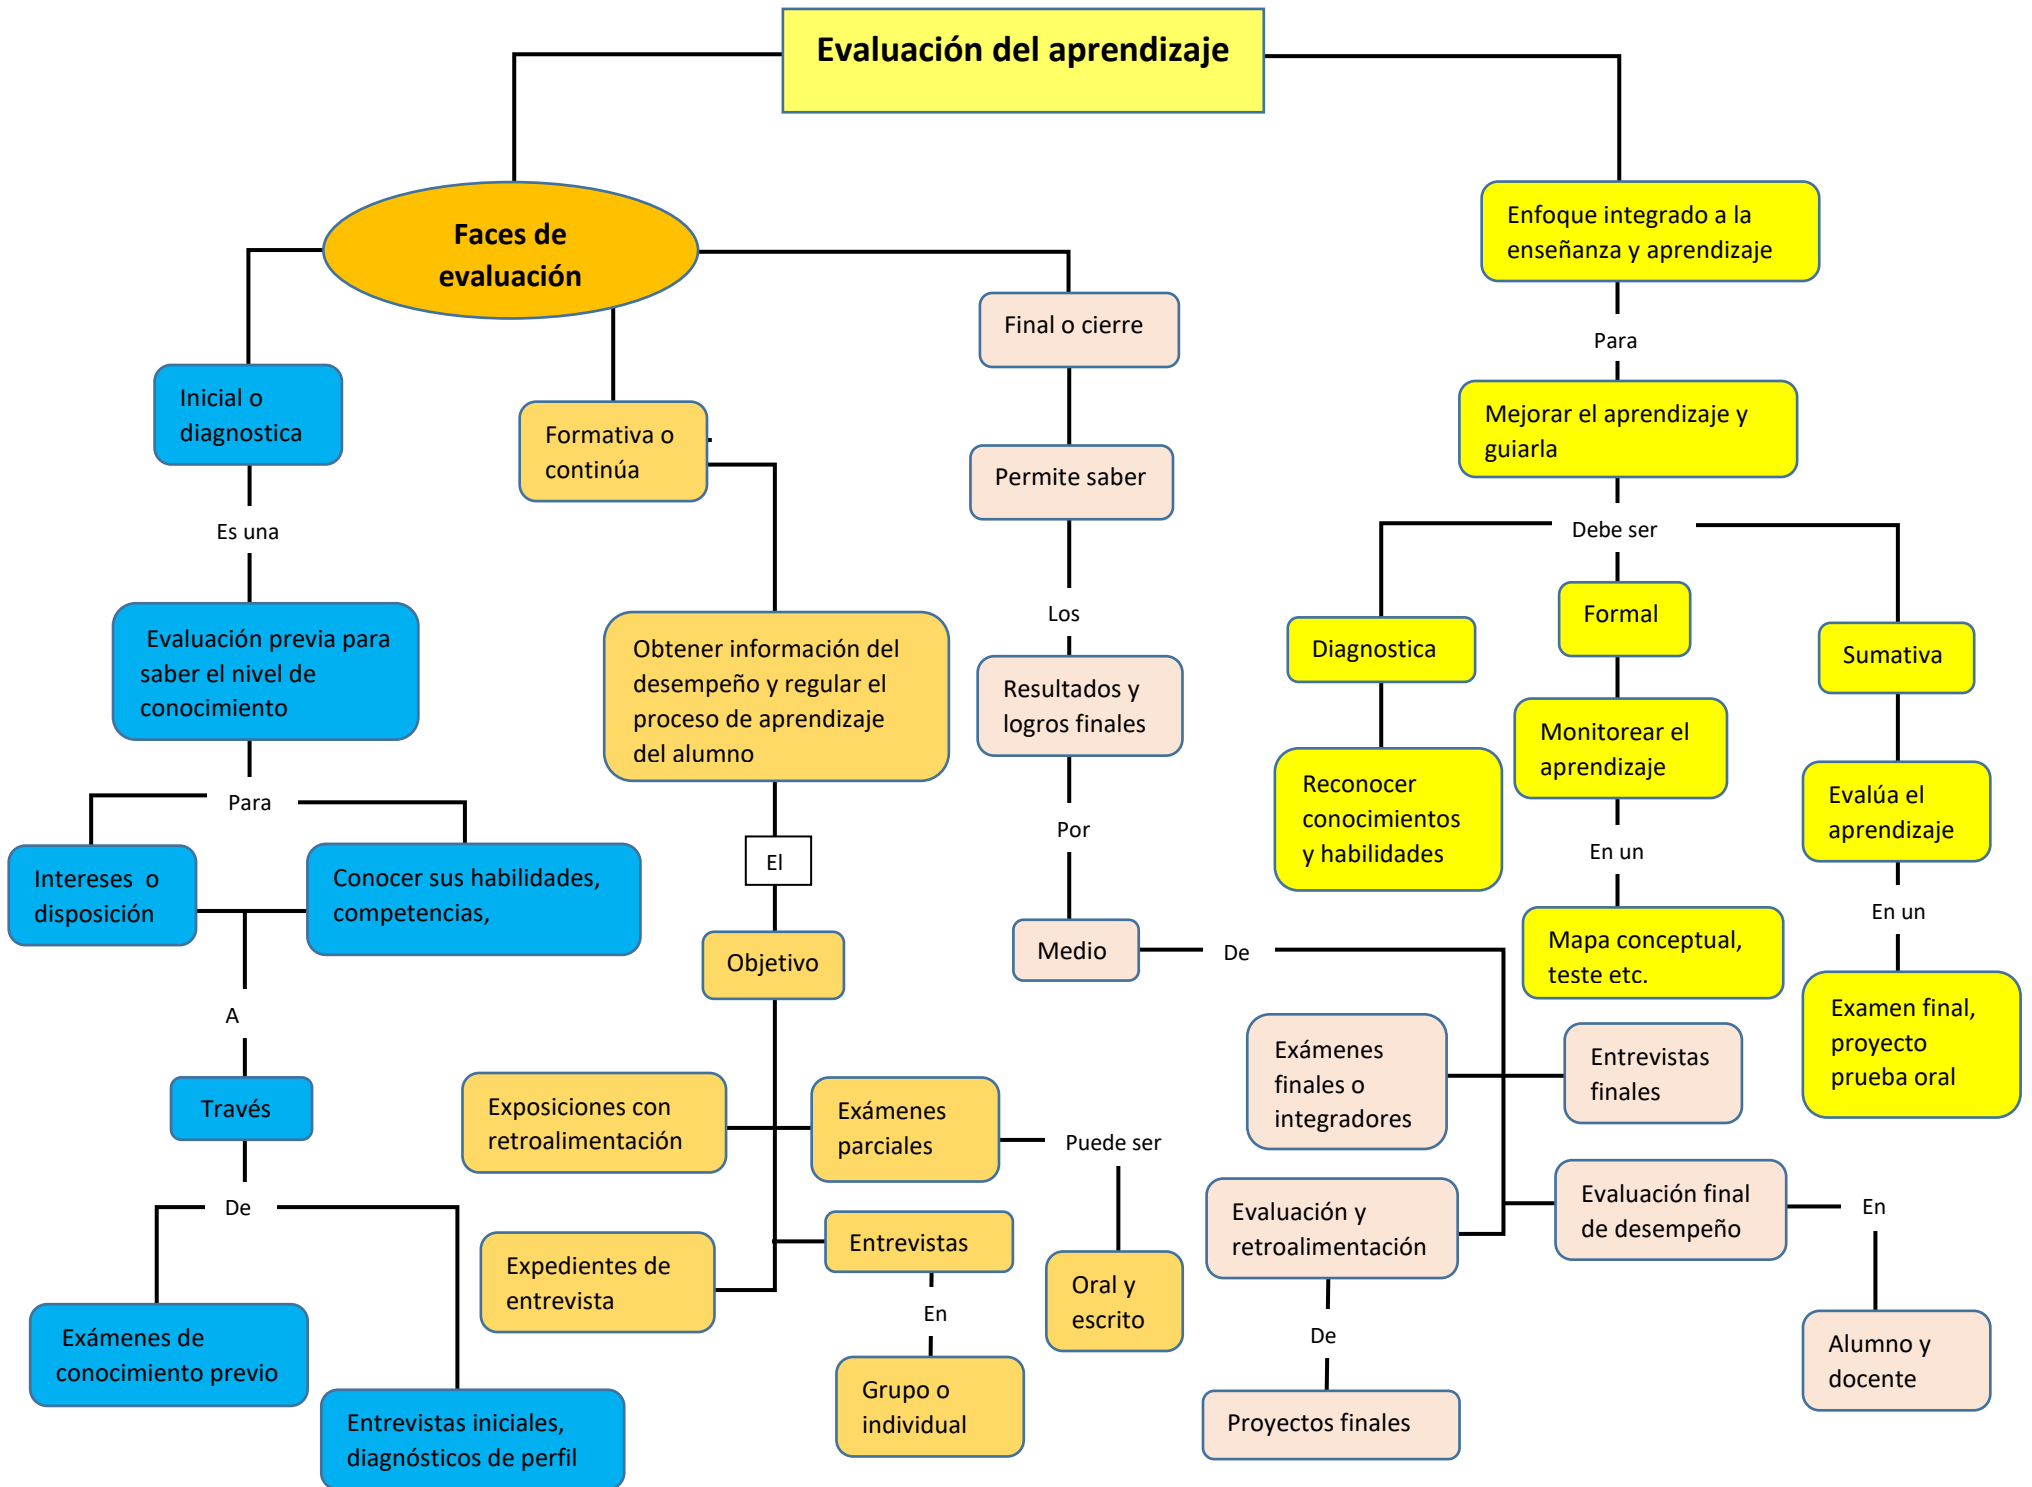 Evaluación del aprendizaje
Faces de
evaluación
Enfoque integrado a la
enseñanza y aprendizaje
Para
Mejorar el aprendizaje y
guiarla
Debe ser
Inicial o
diagnostica
Es una
Evaluación previa para
saber el nivel de
conocimiento
Para
Intereses o
disposición
Conocer sus habilidades,
competencias,
A
Través
De
Exámenes de
conocimiento previo
Entrevistas iniciales,
diagnósticos de perfil
Formativa o
continúa
Obtener información del
desempeño y regular el
proceso de aprendizaje
del alumno
El
Objetivo
Exposiciones con
retroalimentación
Exámenes
parciales
Puede ser
Oral y
escrito
Expedientes de
entrevista
Entrevistas
En
Grupo o
individual
Final o cierre
Permite saber
Los
Resultados y
logros finales
Por
Medio
De
Exámenes
finales o
integradores
Entrevistas
finales
Evaluación y
retroalimentación
De
Proyectos finales
Evaluación final
de desempeño
En
Alumno y
docente
Diagnostica
Reconocer
conocimientos
y habilidades
Formal
Monitorear el
aprendizaje
En un
Mapa conceptual,
teste etc.
Sumativa
Evalúa el
aprendizaje
En un
Examen final,
proyecto
prueba oral